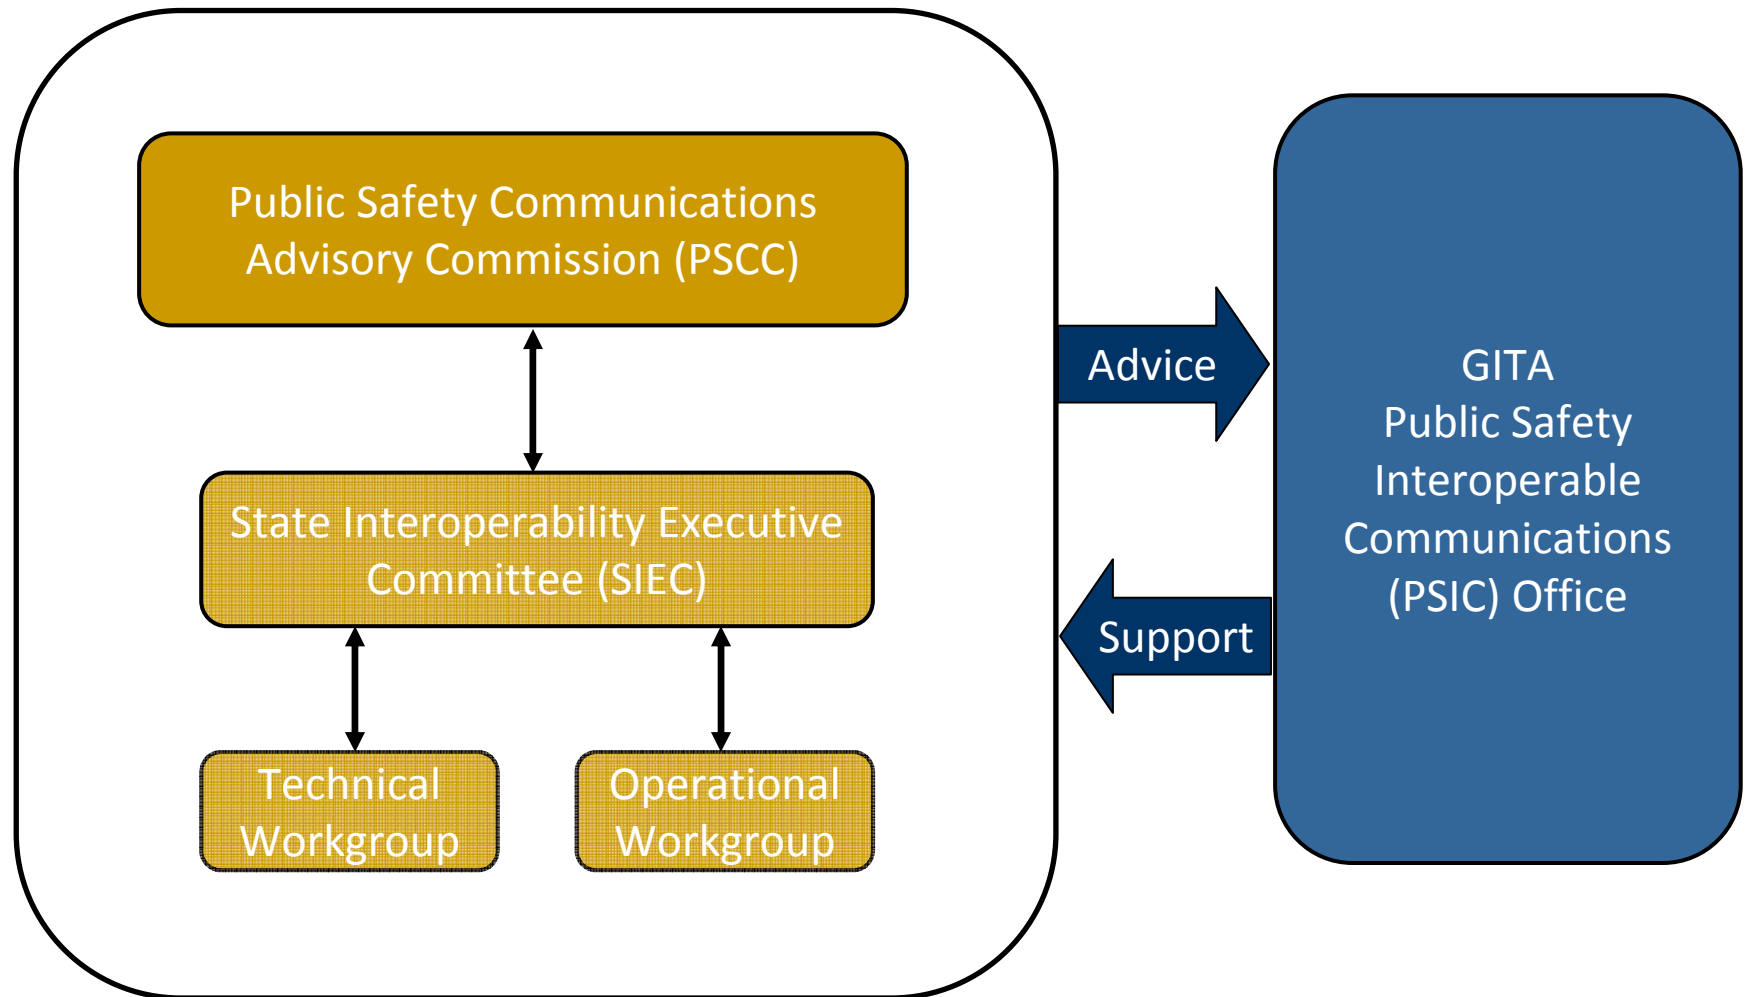 Public Safety Communications
Advisory Commission (PSCC)
State Interoperability Executive
Committee (SIEC)
Technical
Workgroup
Operational
Workgroup
Advice
Support
GITA
Public Safety
Interoperable
Communications
(PSIC) Office